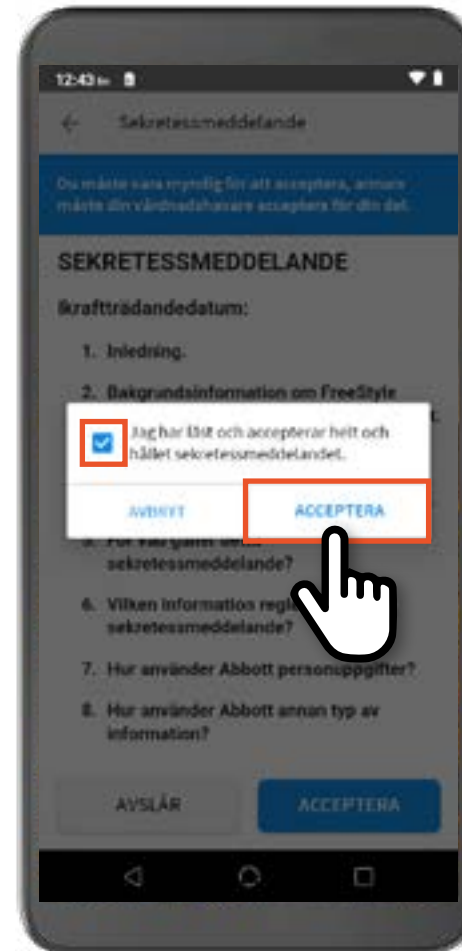 12:43
Sekretessmeddelande
Du måste vara myndig för att acceptera, annars
måste din vårdnadshavare acceptera för din del.
SEKRETESSMEDDELANDE
Ikraftträdandedatum:
1. Inledning.
2. Bakgrundsinformation om FreeStyle
Jag har läst och accepterar helt och
hållet sekretessmeddelandet.
AVBRYT
ACCEPTERA
sekretessmeddelande?
6. Vilken information
sekretessmeddelande?
7. Hur använder Abbott personuppgifter?
8. Hur använder Abbott annan typ av
information?
AVSLÅR
ACCEPTERA